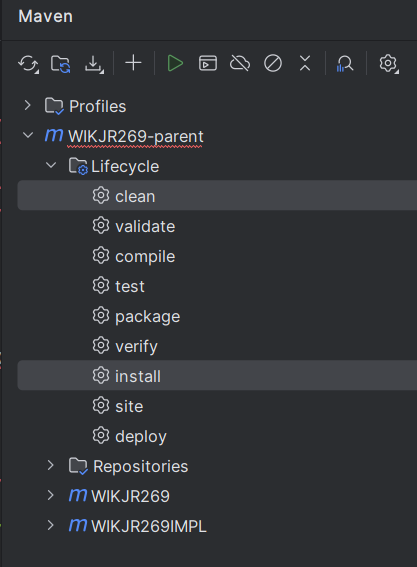 Maven
Profiles
WIKJR269-parent
Lifecycle
clean
validate
compile
test
package
verify
install
site
deploy
Repositories
WIKJR269
WIKJR269IMPL